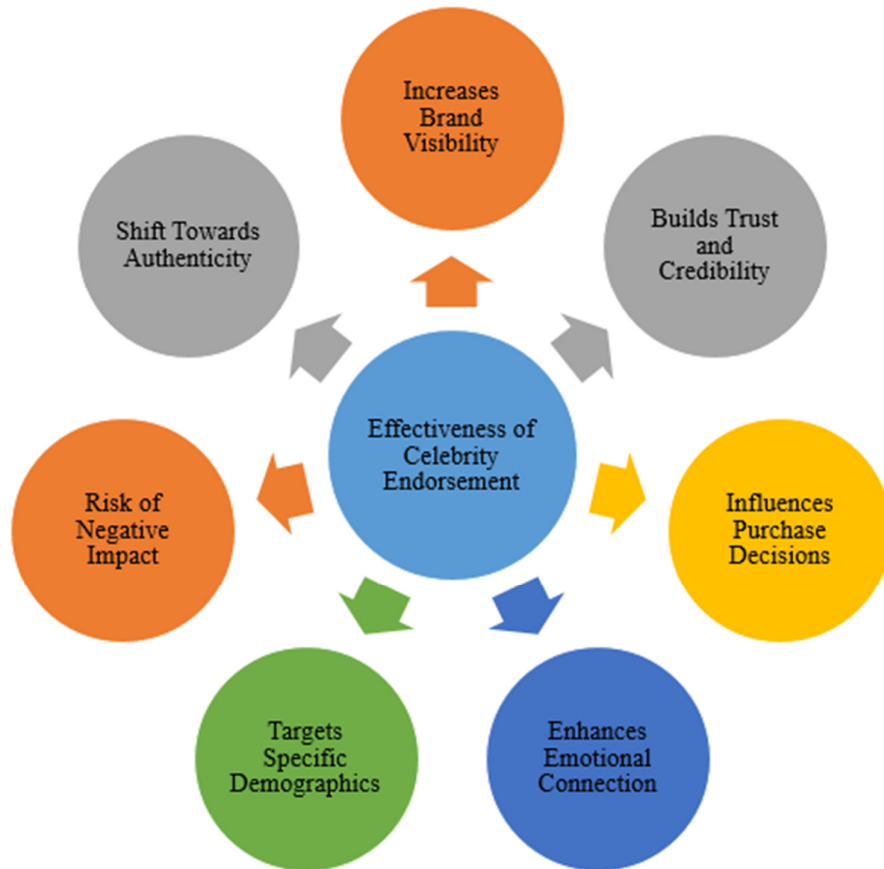 Increases
Brand
Visibility
Builds Trust
and
Credibility
Influences
Purchase
Decisions
Enhances
Emotional
Connection
Targets
Specific
Demographics
Risk of
Negative
Impact
Shift Towards
Authenticity
Effectiveness of
Celebrity
Endorsement